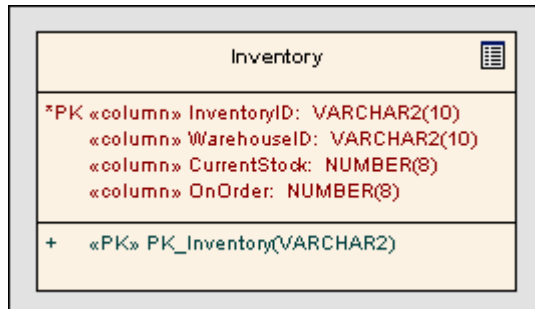 Inventory
*PK «column» InventoryID: VARCHAR2(10)
«column» WarehouseID: VARCHAR2(10)
«column» CurrentStock: NUMBER(8)
«column» OnOrder: NUMBER(8)
+ «PK» PK_Inventory(VARCHAR2)